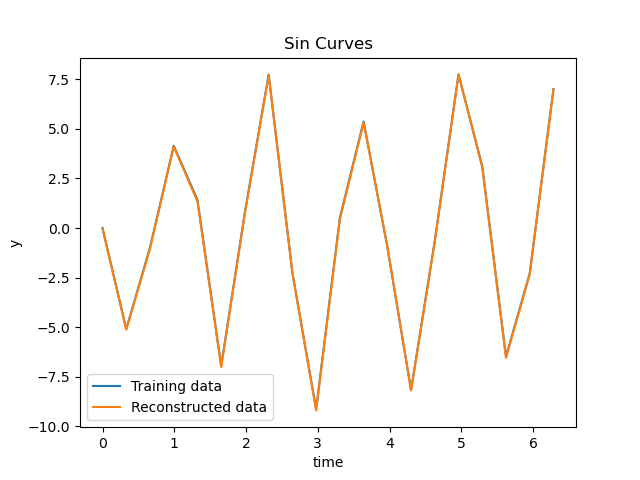 Sin Curves
7.5
5.0
2.5
0.0
−2.5
−5.0
−7.5
−10.0
y
Training data
Reconstructed data
0 1 2 3 4 5 6
time